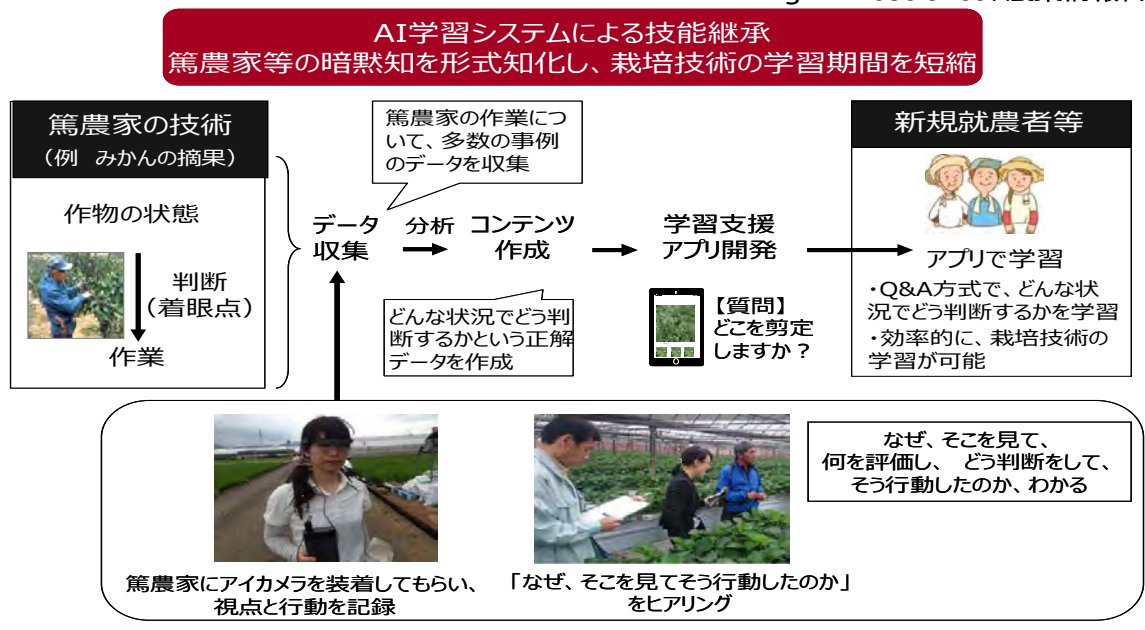 AI学習システムによる技能継承
篤農家等の暗黙知を形式知化し、栽培技術の学習期間を短縮
篤農家の技術
(例 みかんの摘果)
作物の状態
判断
(着眼点)
作業
篤農家の作業につ
いて、多数の事例
のデータを収集
データ
収集
分析
コンテンツ
作成
学習支援
アプリ開発
どんな状況でどう判
断するかという正解
データを作成
【質問】
どこを剪定
しますか?
新規就農者等
アプリで学習
・Q&A方式で、どんな状
況でどう判断するかを学習
・効率的に、栽培技術の
学習が可能
篤農家にアイカメラを装着してもらい、
視点と行動を記録
「なぜ、そこを見てそう行動したのか」
をヒアリング
なぜ、そこを見て、
何を評価し、 どう判断をして、
そう行動したのか、わかる